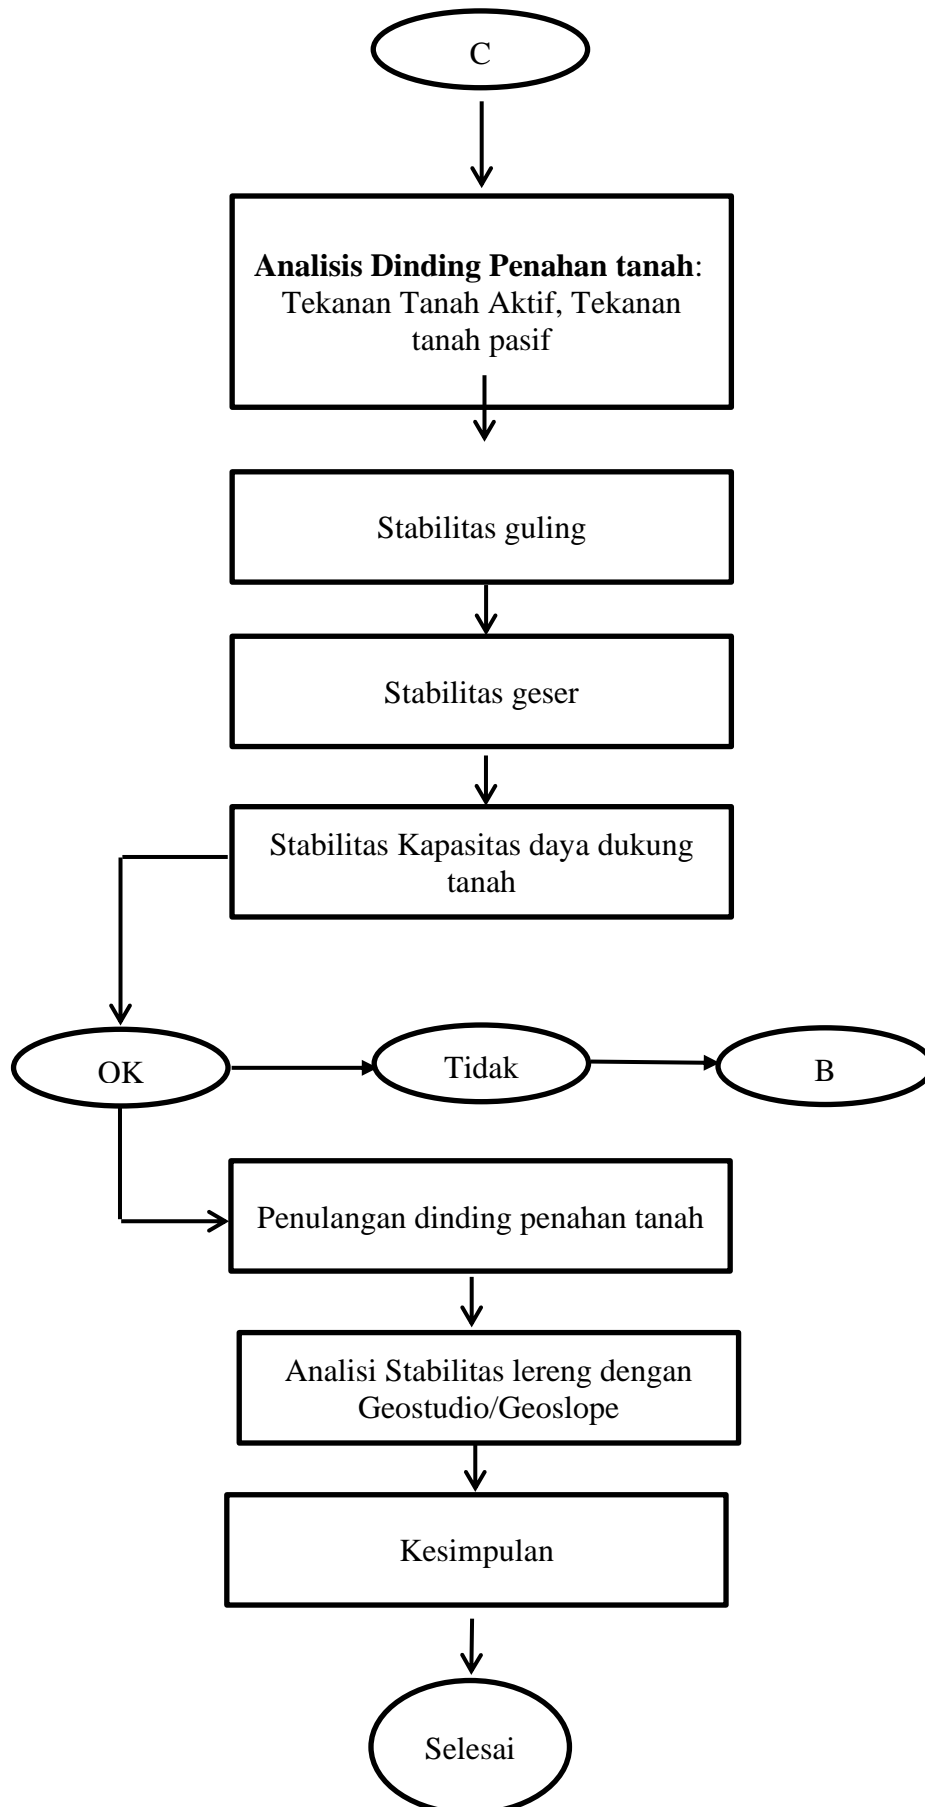 C
Analisis Dinding Penahan tanah:
Tekanan Tanah Aktif, Tekanan
tanah pasif
Stabilitas guling
Stabilitas geser
Stabilitas Kapasitas daya dukung
tanah
OK
Tidak
B
Penulangan dinding penahan tanah
Analisi Stabilitas lereng dengan
Geostudio/Geoslope
Kesimpulan
Selesai